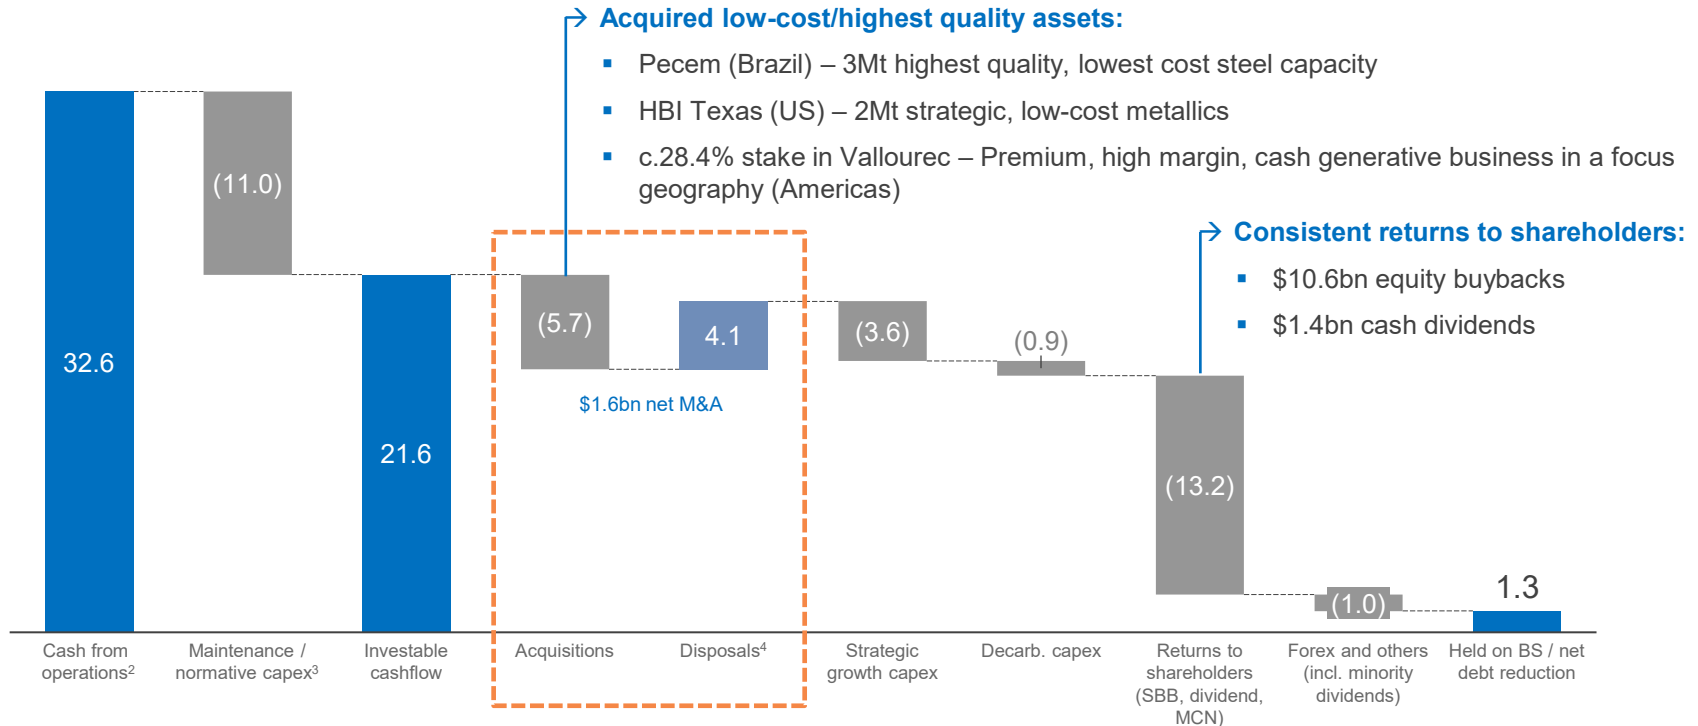 Acquired low-cost/highest quality assets:
▪ Pecem (Brazil) – 3Mt highest quality, lowest cost steel capacity
▪ HBI Texas (US) – 2Mt strategic, low-cost metallics
▪ c.28.4% stake in Vallourec – Premium, high margin, cash generative business in a focus
geography (Americas)
Consistent returns to shareholders:
▪ $10.6bn equity buybacks
▪ $1.4bn cash dividends
32.6
(11.0)
21.6
(5.7)
4.1
$1.6bn net M&A
(3.6)
(0.9)
(13.2)
(1.0)
1.3
Cash from
operations²
Maintenance /
normative capex³
Investable
cashflow
Acquisitions
Disposals⁴
Strategic
growth capex
Decarb. capex
Returns to
shareholders
(SBB, dividend,
MCN)
Forex and others
(incl. minority
dividends)
Held on BS / net
debt reduction